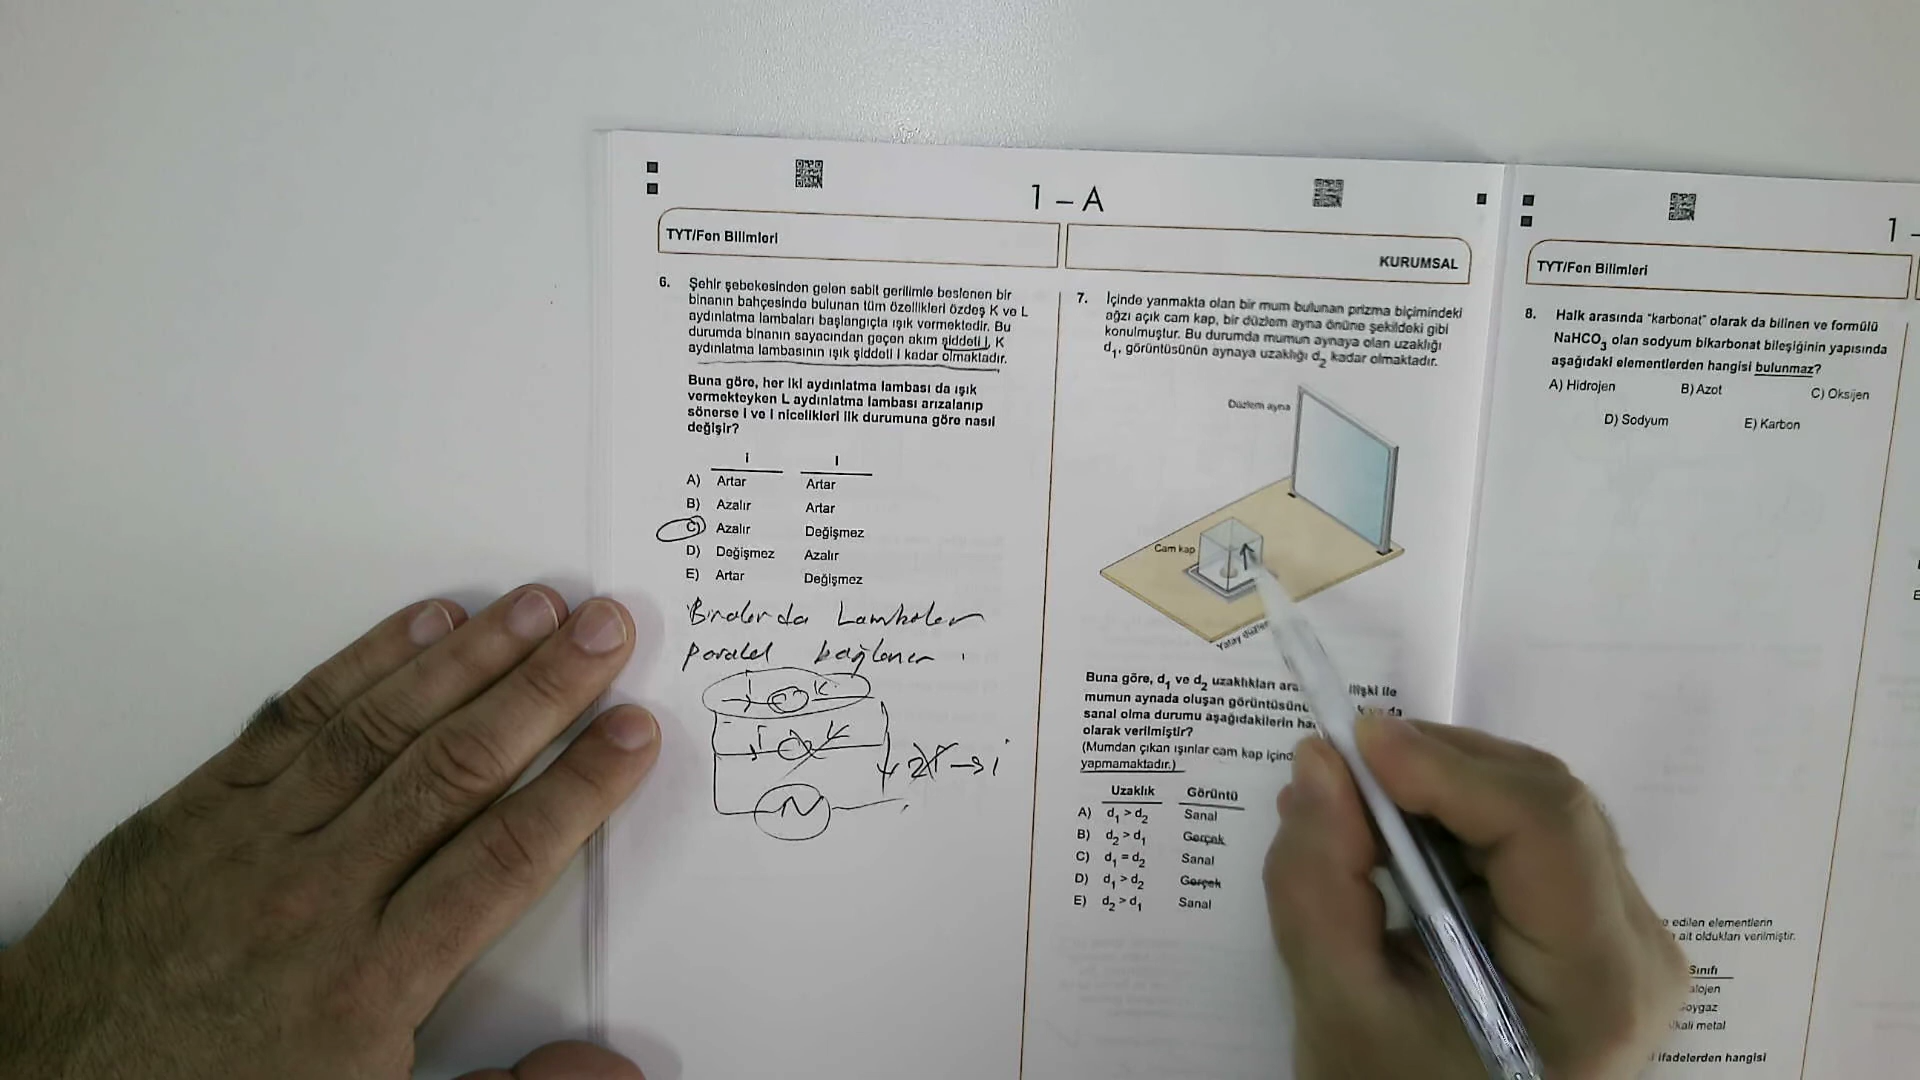 1 – A
TYT/Fen Bilimleri
6. Şehir şebekesinden gelen sabit gerilimle beslenen bir
binanın bahçesinde bulunan tüm özellikleri özdeş K ve L
aydınlatma lambaları başlangıçta ışık vermektedir. Bu
durumda binanın sayacından geçen akım şiddeti i, K
aydınlatma lambasının ışık şiddeti I kadar olmaktadır.
Buna göre, her iki aydınlatma lambası da ışık
vermekteyken L aydınlatma lambası arızalanıp
sönerse i ve I nicelikleri ilk durumuna göre nasıl
değişir?
i I
A) Artar Artar
B) Azalır Artar
C) Azalır Değişmez
D) Değişmez Azalır
E) Artar Değişmez
Binalarda Lambalar
paralel bağlanır.
i K
i
2i → i
KURUMSAL
7. İçinde yanmakta olan bir mum bulunan prizma biçimindeki
ağzı açık cam kap, bir düzlem ayna önüne şekildeki gibi
konulmuştur. Bu durumda mumun aynaya olan uzaklığı
d1, görüntüsünün aynaya uzaklığı d2 kadar olmaktadır.
Düzlem ayna
Cam kap
Yatay
Buna göre, d1 ve d2 uzaklıkları ile
mumun aynada oluşan
sanal olma durumu aşağıdakilerin
olarak verilmiştir?
(Mumdan çıkan ışınlar cam kap
yapmamaktadır.)
Uzaklık Görüntü
A) d1 > d2 Sanal
B) d2 > d1 Gerçek
C) d1 = d2 Sanal
D) d1 > d2 Gerçek
E) d2 > d1 Sanal
1 –
TYT/Fen Bilimleri
8. Halk arasında "karbonat" olarak da bilinen ve formülü
NaHCO3 olan sodyum bikarbonat bileşiğinin yapısında
aşağıdaki elementlerden hangisi bulunmaz?
A) Hidrojen B) Azot C) Oksijen
D) Sodyum E) Karbon
edilen elementlerin
ait oldukları verilmiştir.
Sınıfı
alojen
oygaz
lkali metal
ifadelerden hangisi